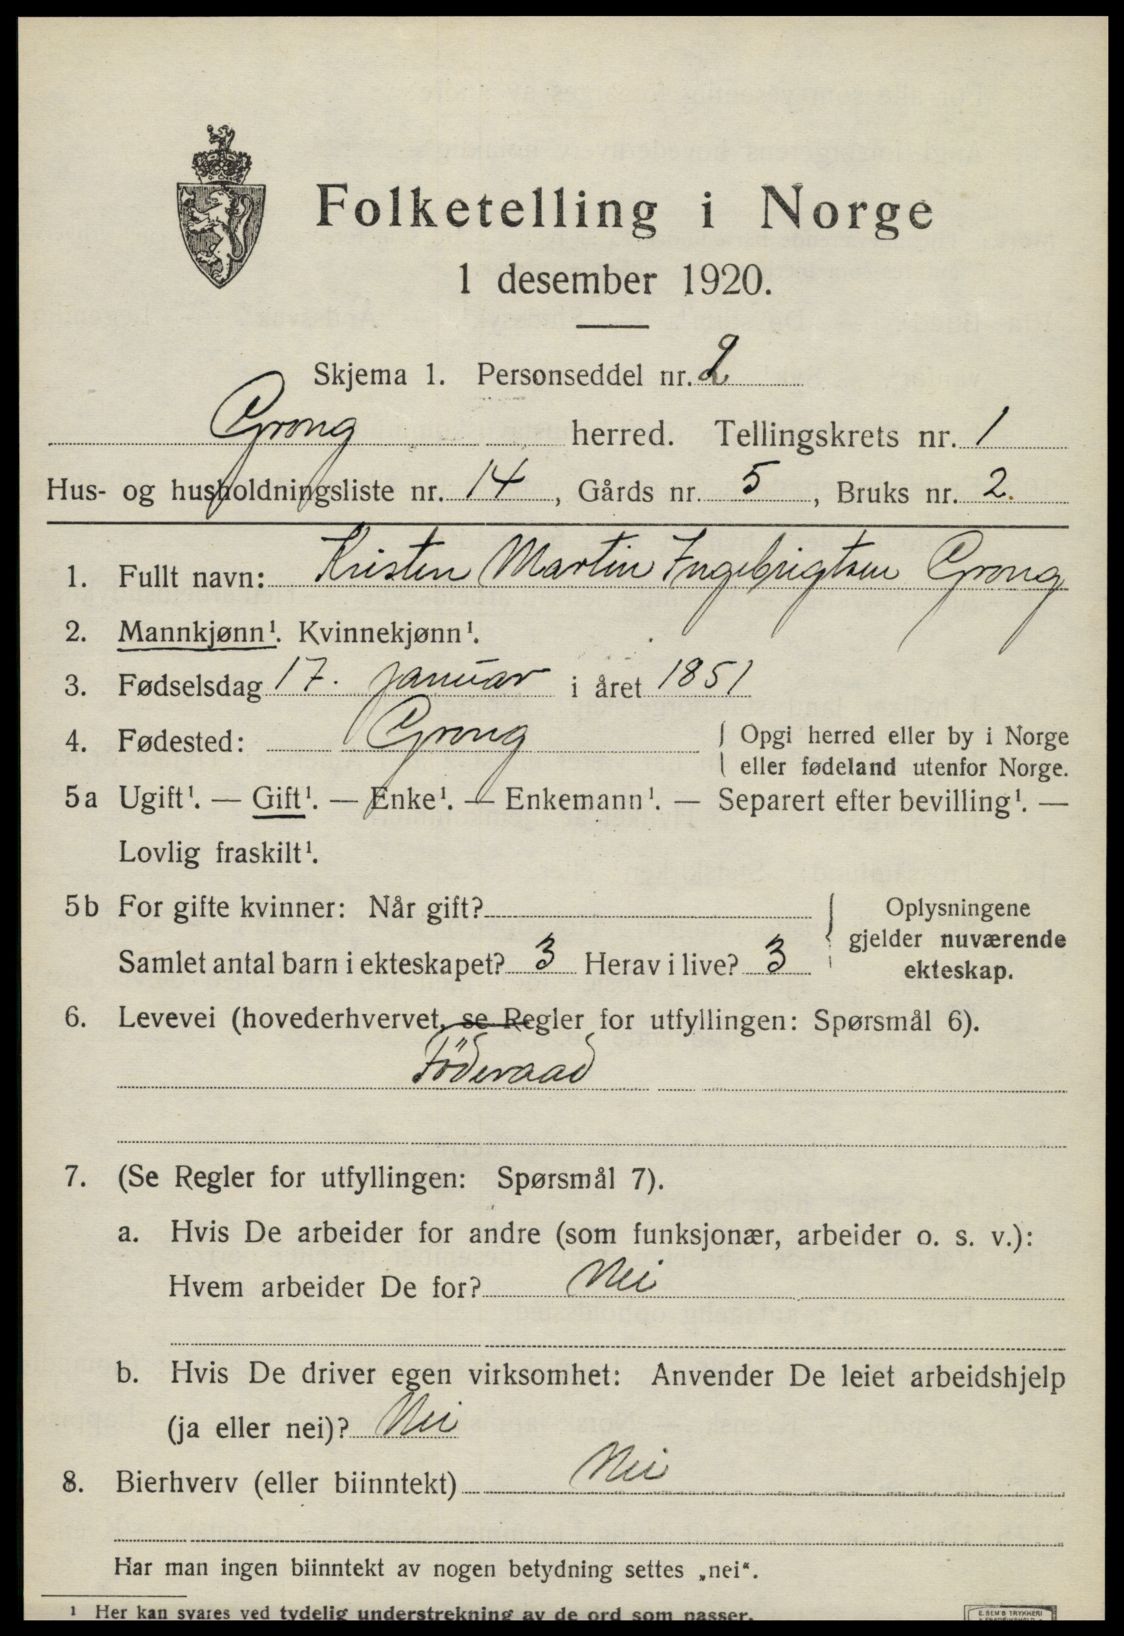 Folketelling i Norge
1 desember 1920.
Skjema 1. Personseddel nr. 2
Grong herred. Tellingskrets nr. 1
Hus- og husholdningsliste nr. 14, Gårds nr. 5, Bruks nr. 2.
1. Fullt navn: Kristen Martin Ingebrigtsen Grong
2. Mannkjønn¹. Kvinnekjønn¹.
3. Fødselsdag 17. januar i året 1851
4. Fødested: Grong { Opgi herred eller by i Norge
eller fødeland utenfor Norge.
5a Ugift¹. — Gift¹. — Enke¹. — Enkemann¹. — Separert efter bevilling¹. —
Lovlig fraskilt¹.
5b For gifte kvinner: Når gift?
Samlet antal barn i ekteskapet? 3 Herav i live? 3
{ Oplysningene
gjelder nuværende
ekteskap.
6. Levevei (hovederhvervet, se Regler for utfyllingen: Spørsmål 6).
Föderaad
7. (Se Regler for utfyllingen: Spørsmål 7).
a. Hvis De arbeider for andre (som funksjonær, arbeider o. s. v.):
Hvem arbeider De for? Nei
b. Hvis De driver egen virksomhet: Anvender De leiet arbeidshjelp
(ja eller nei)? Nei
8. Bierhverv (eller biinntekt) Nei
Har man ingen biinntekt av nogen betydning settes „nei“.
¹ Her kan svares ved tydelig understrekning av de ord som passer.